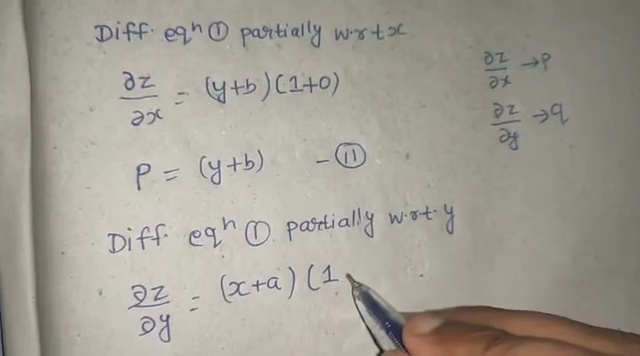 Diff. eqⁿ ① partially w.r.t x
∂z/∂x = (y+b)(1+0)
∂z/∂x → p
∂z/∂y → q
P = (y+b) - ⑪
Diff eqⁿ ① partially w.r.t. y
∂z/∂y = (x+a)(1